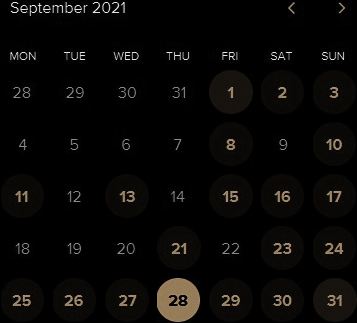 September 2021
MON TUE WED THU FRI SAT SUN
28 29 30 31 1 2 3
4 5 6 7 8 9 10
11 12 13 14 15 16 17
18 19 20 21 22 23 24
25 26 27 28 29 30 31